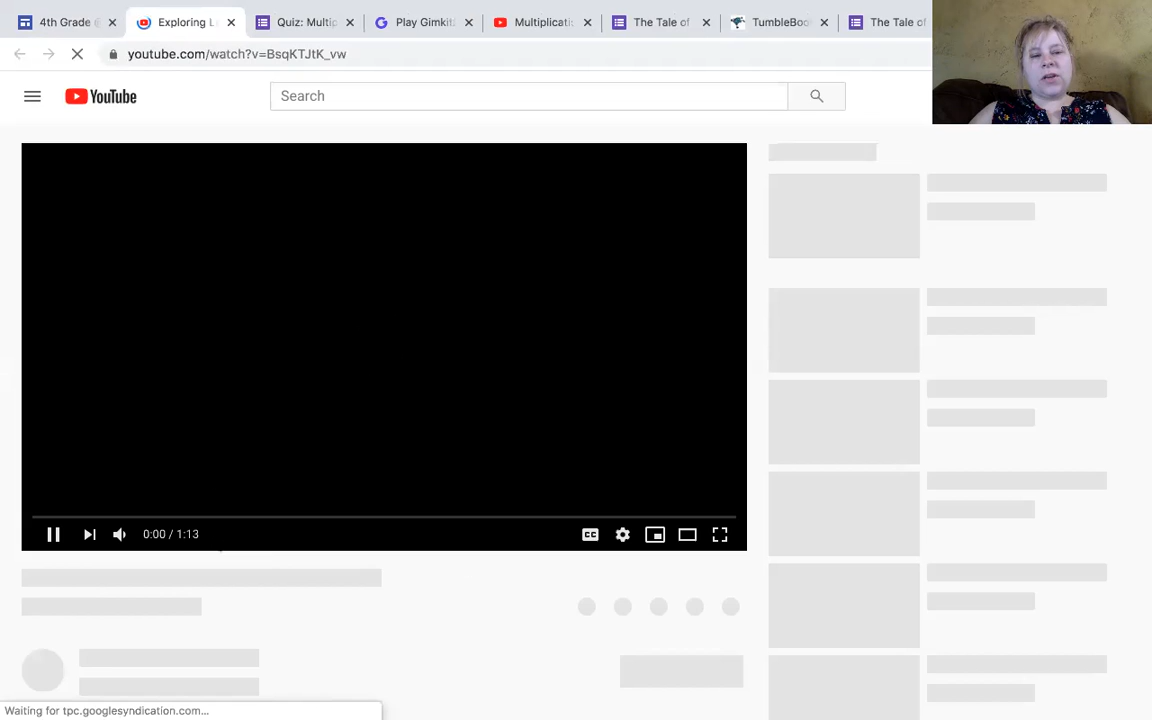 4th Grade @
Exploring L
Quiz: Multip
Play Gimkit
Multiplicati
The Tale of
TumbleBoo
The Tale of
youtube.com/watch?v=BsqKTJtK_vw
YouTube
Search
0:00 / 1:13
CC
Waiting for tpc.googlesyndication.com...